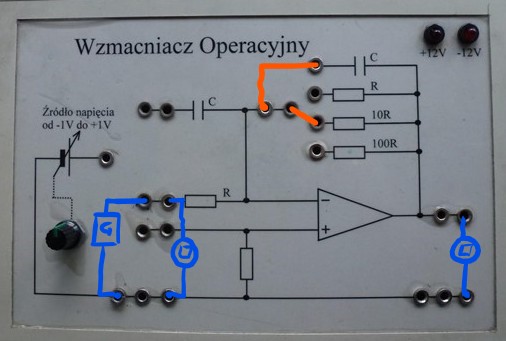 Wzmacniacz Operacyjny
+12V -12V
C
R
10R
100R
C
Źródło napięcia
od -1V do +1V
R
G
−
+